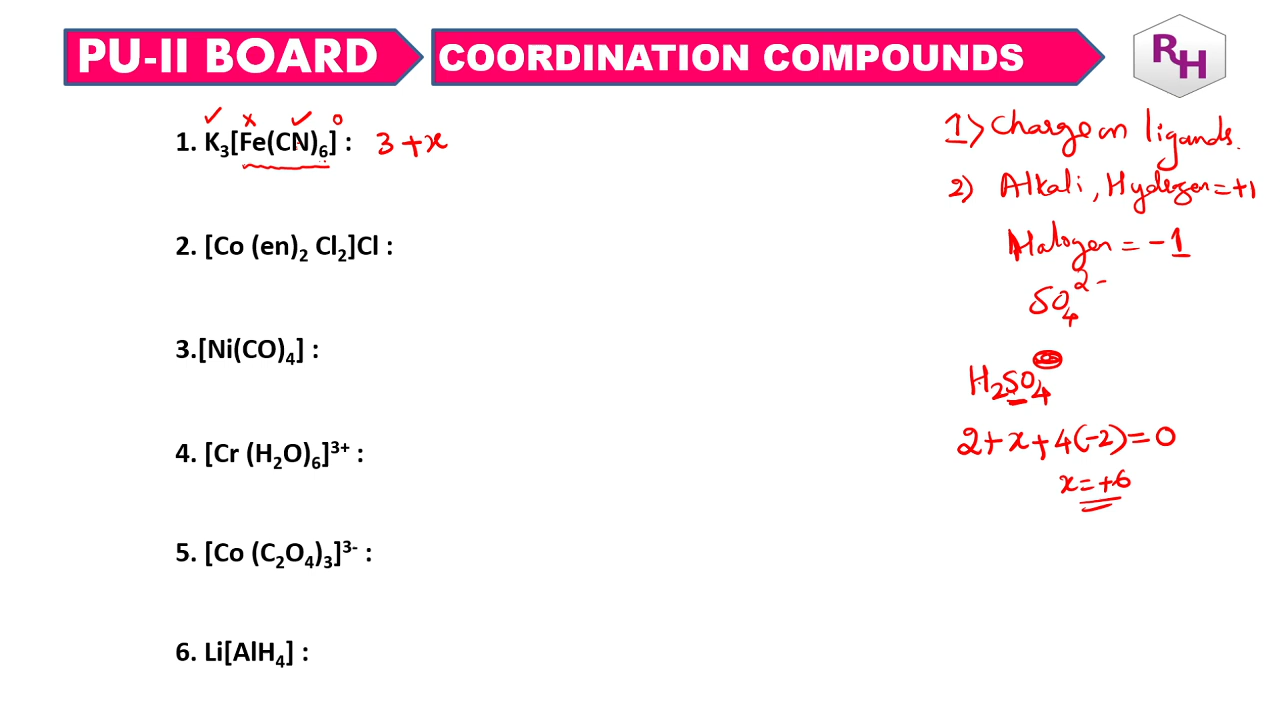 PU-II BOARD
COORDINATION COMPOUNDS
RH
✓ x ✓ 0
1. K₃[Fe(CN)₆] : 3 + x
2. [Co (en)₂ Cl₂]Cl :
3.[Ni(CO)₄] :
4. [Cr (H₂O)₆]³⁺ :
5. [Co (C₂O₄)₃]³⁻ :
6. Li[AlH₄] :
1) Charge on ligands.
2) Alkali, Hydrogen = +1
Halogen = -1
SO₄²⁻
H₂SO₄
2 + x + 4(-2) = 0
x = +6